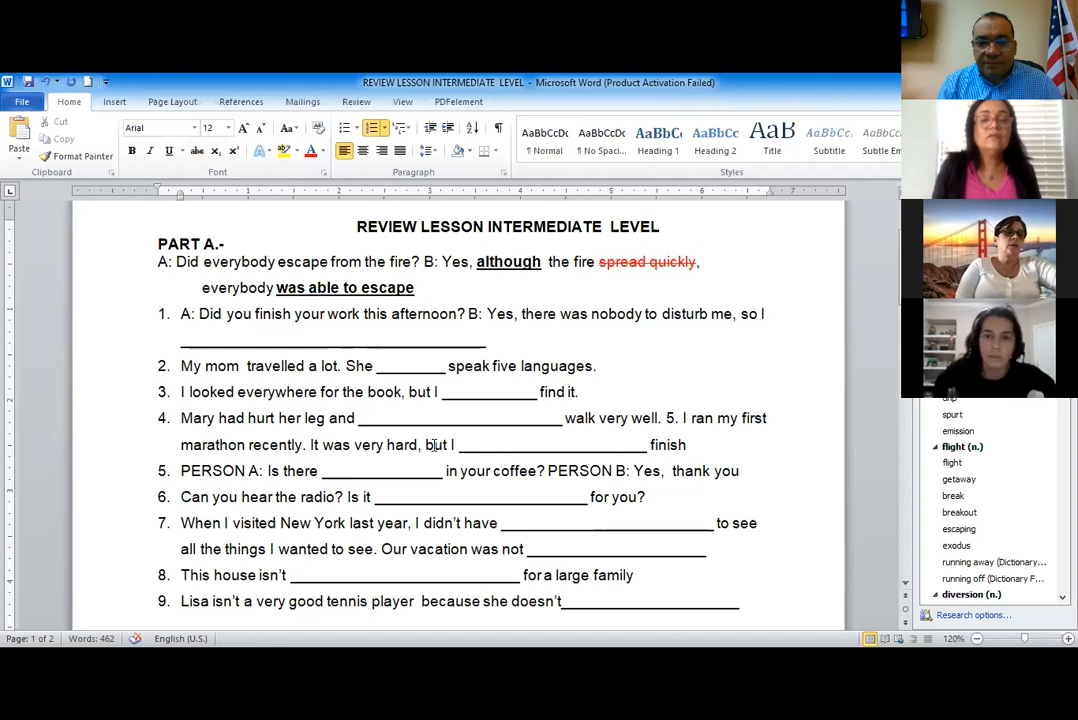 REVIEW LESSON INTERMEDIATE LEVEL - Microsoft Word (Product Activation Failed)
File Home Insert Page Layout References Mailings Review View PDFelement
Paste
Cut
Copy
Format Painter
Arial 12
AaBbCcDc AaBbCcDc AaBbC AaBbCc AaB AaBbCc. AaBbCcD
¶ Normal ¶ No Spaci... Heading 1 Heading 2 Title Subtitle Subtle Em
Clipboard Font Paragraph Styles
REVIEW LESSON INTERMEDIATE LEVEL
PART A.-
A: Did everybody escape from the fire? B: Yes, although the fire spread quickly,
everybody was able to escape
1. A: Did you finish your work this afternoon? B: Yes, there was nobody to disturb me, so I
____________________
2. My mom travelled a lot. She ________ speak five languages.
3. I looked everywhere for the book, but I ___________ find it.
4. Mary had hurt her leg and ________________________ walk very well. 5. I ran my first
marathon recently. It was very hard, but I ______________________ finish
5. PERSON A: Is there ______________ in your coffee? PERSON B: Yes, thank you
6. Can you hear the radio? Is it _________________________ for you?
7. When I visited New York last year, I didn't have _________________________ to see
all the things I wanted to see. Our vacation was not _____________________
8. This house isn't ___________________________ for a large family
9. Lisa isn't a very good tennis player because she doesn't_____________________
spurt
emission
flight (n.)
flight
getaway
break
breakout
escaping
exodus
running away (Dictionary...
running off (Dictionary F...
diversion (n.)
Research options...
Page: 1 of 2 Words: 462 English (U.S.) 120%